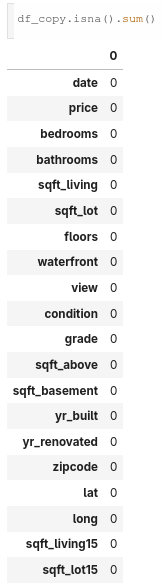 df_copy.isna().sum()
0
date 0
price 0
bedrooms 0
bathrooms 0
sqft_living 0
sqft_lot 0
floors 0
waterfront 0
view 0
condition 0
grade 0
sqft_above 0
sqft_basement 0
yr_built 0
yr_renovated 0
zipcode 0
lat 0
long 0
sqft_living15 0
sqft_lot15 0